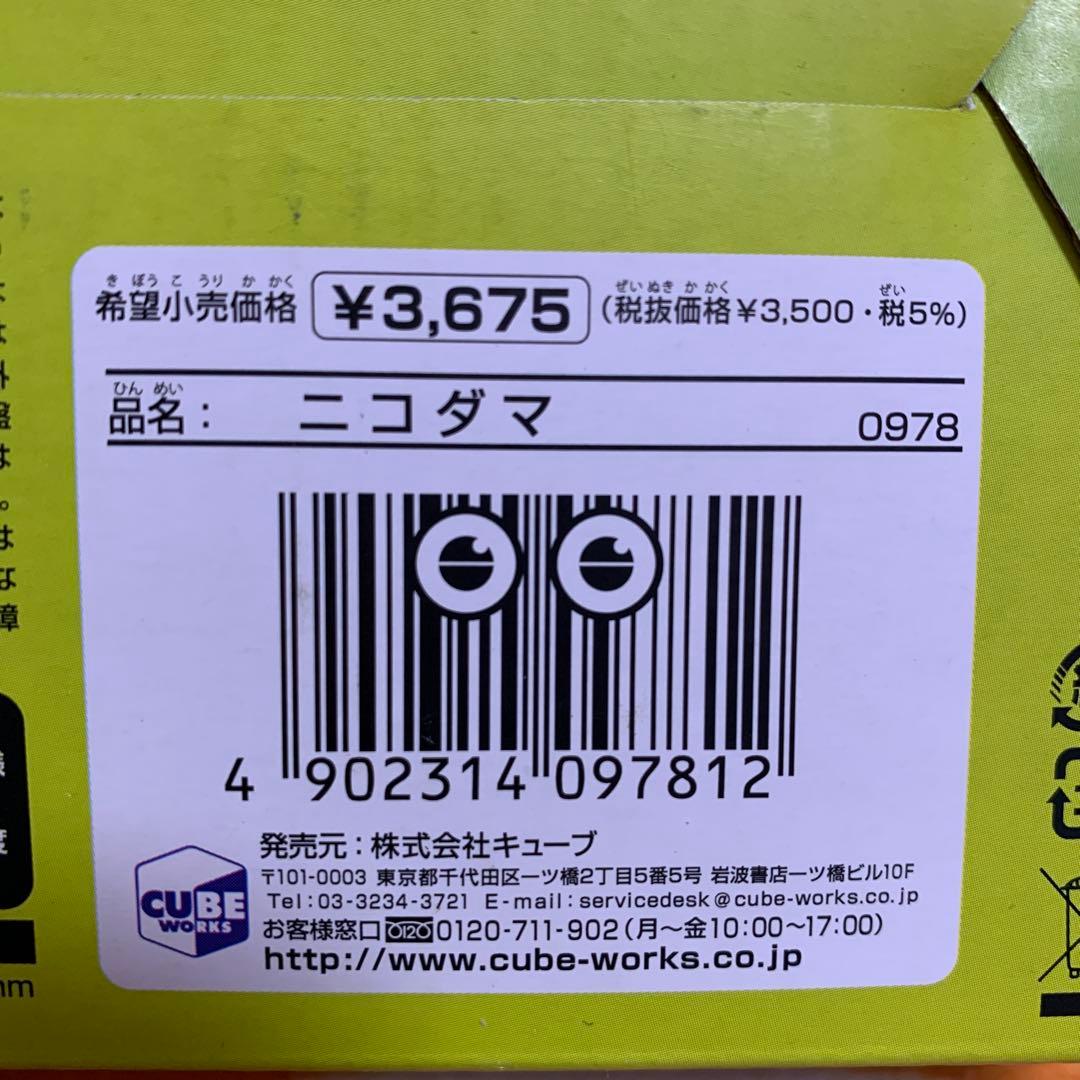 き ぼう こ うり か かく
希望小売価格 ¥3,675
ぜい ぬき か かく ぜい
(税抜価格¥3,500・税5%)
ひん めい
品名: ニコダマ 0978
4 902314 097812
発売元:株式会社キューブ
〒101-0003 東京都千代田区一ツ橋2丁目5番5号 岩波書店一ツ橋ビル10F
Tel:03-3234-3721 E-mail:servicedesk@cube-works.co.jp
お客様窓口 0120 0120-711-902(月〜金10:00〜17:00)
http://www.cube-works.co.jp
CUBE
WORKS
は
。
は
な
障
度